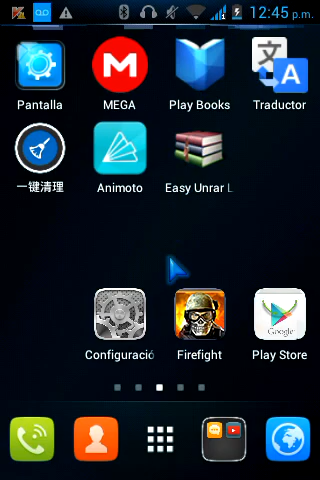 12:45 p.m.
Pantalla
MEGA
Play Books
Traductor
一键清理
Animoto
Easy Unrar L
Configuració
Firefight
Google
Play Store